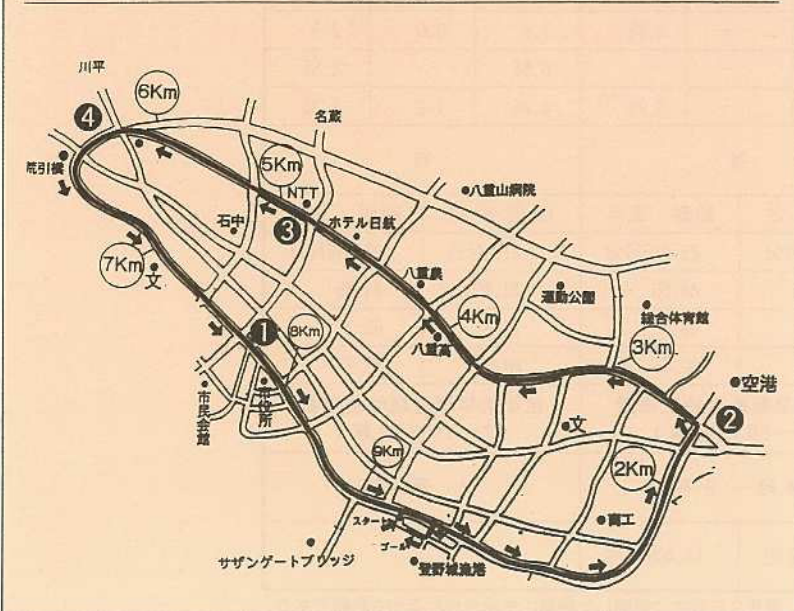 川平
6Km
名蔵
④
荒引橋
5Km
NTT
八重山病院
石中
③
ホテル日航
7Km
文
八重農
運動公園
4Km
総合体育館
①
8Km
八重高
3Km
空港
市民会館
市役所
②
文
9Km
2Km
スタート
商工
ゴール
サザンゲートブリッジ
登野城漁港